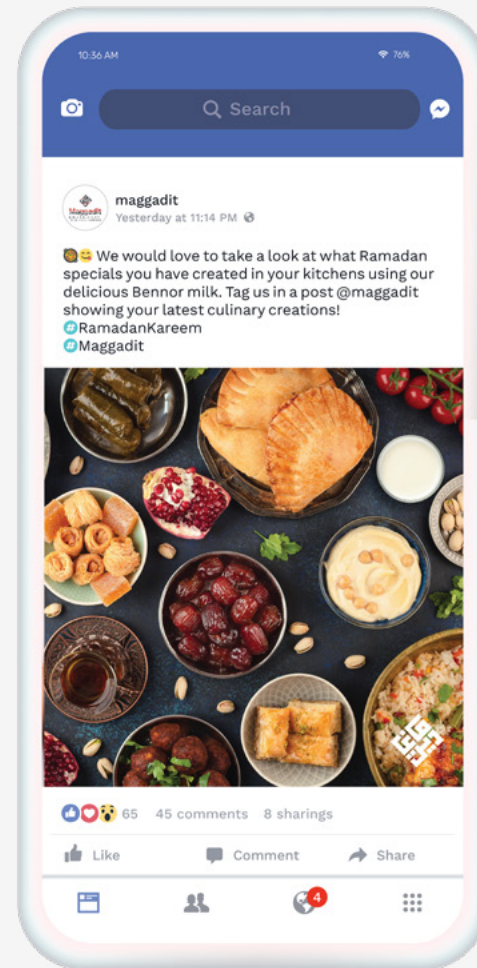 10:36 AM
76%
Search
Maggadit
maggadit
Yesterday at 11:14 PM
We would love to take a look at what Ramadan
specials you have created in your kitchens using our
delicious Bennor milk. Tag us in a post @maggadit
showing your latest culinary creations!
#RamadanKareem
#Maggadit
65 45 comments 8 sharings
Like Comment Share
4